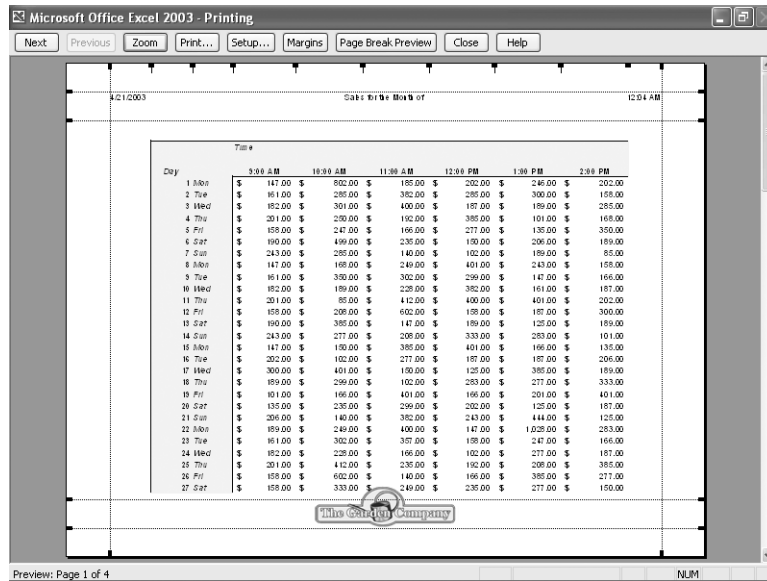 Microsoft Office Excel 2003 - Printing
Next Previous Zoom Print... Setup... Margins Page Break Preview Close Help
4/21/2003 Sales for the Month of 12:04 AM
Time
Day 9:00 AM 10:00 AM 11:00 AM 12:00 PM 1:00 PM 2:00 PM
1 Mon $ 147.00 $ 802.00 $ 185.00 $ 202.00 $ 246.00 $ 202.00
2 Tue $ 161.00 $ 285.00 $ 382.00 $ 285.00 $ 300.00 $ 158.00
3 Wed $ 182.00 $ 301.00 $ 400.00 $ 187.00 $ 189.00 $ 285.00
4 Thu $ 201.00 $ 250.00 $ 192.00 $ 385.00 $ 101.00 $ 168.00
5 Fri $ 158.00 $ 247.00 $ 166.00 $ 277.00 $ 135.00 $ 350.00
6 Sat $ 190.00 $ 499.00 $ 235.00 $ 150.00 $ 206.00 $ 189.00
7 Sun $ 243.00 $ 285.00 $ 140.00 $ 102.00 $ 189.00 $ 85.00
8 Mon $ 147.00 $ 168.00 $ 249.00 $ 401.00 $ 243.00 $ 158.00
9 Tue $ 161.00 $ 350.00 $ 302.00 $ 299.00 $ 147.00 $ 166.00
10 Wed $ 182.00 $ 189.00 $ 228.00 $ 382.00 $ 161.00 $ 187.00
11 Thu $ 201.00 $ 85.00 $ 412.00 $ 400.00 $ 401.00 $ 202.00
12 Fri $ 158.00 $ 208.00 $ 602.00 $ 158.00 $ 187.00 $ 300.00
13 Sat $ 190.00 $ 385.00 $ 147.00 $ 189.00 $ 125.00 $ 189.00
14 Sun $ 243.00 $ 277.00 $ 208.00 $ 333.00 $ 283.00 $ 101.00
15 Mon $ 147.00 $ 150.00 $ 385.00 $ 401.00 $ 166.00 $ 135.00
16 Tue $ 202.00 $ 102.00 $ 277.00 $ 187.00 $ 187.00 $ 206.00
17 Wed $ 300.00 $ 401.00 $ 150.00 $ 125.00 $ 385.00 $ 189.00
18 Thu $ 189.00 $ 299.00 $ 102.00 $ 283.00 $ 277.00 $ 333.00
19 Fri $ 101.00 $ 166.00 $ 401.00 $ 166.00 $ 201.00 $ 401.00
20 Sat $ 135.00 $ 235.00 $ 299.00 $ 202.00 $ 125.00 $ 187.00
21 Sun $ 206.00 $ 140.00 $ 382.00 $ 243.00 $ 444.00 $ 125.00
22 Mon $ 189.00 $ 249.00 $ 400.00 $ 147.00 $ 1,028.00 $ 283.00
23 Tue $ 161.00 $ 302.00 $ 357.00 $ 158.00 $ 247.00 $ 166.00
24 Wed $ 182.00 $ 228.00 $ 166.00 $ 102.00 $ 277.00 $ 187.00
25 Thu $ 201.00 $ 412.00 $ 235.00 $ 192.00 $ 208.00 $ 385.00
26 Fri $ 158.00 $ 602.00 $ 140.00 $ 166.00 $ 385.00 $ 277.00
27 Sat $ 158.00 $ 333.00 $ 249.00 $ 235.00 $ 277.00 $ 150.00
The Garden Company
Preview: Page 1 of 4 NUM